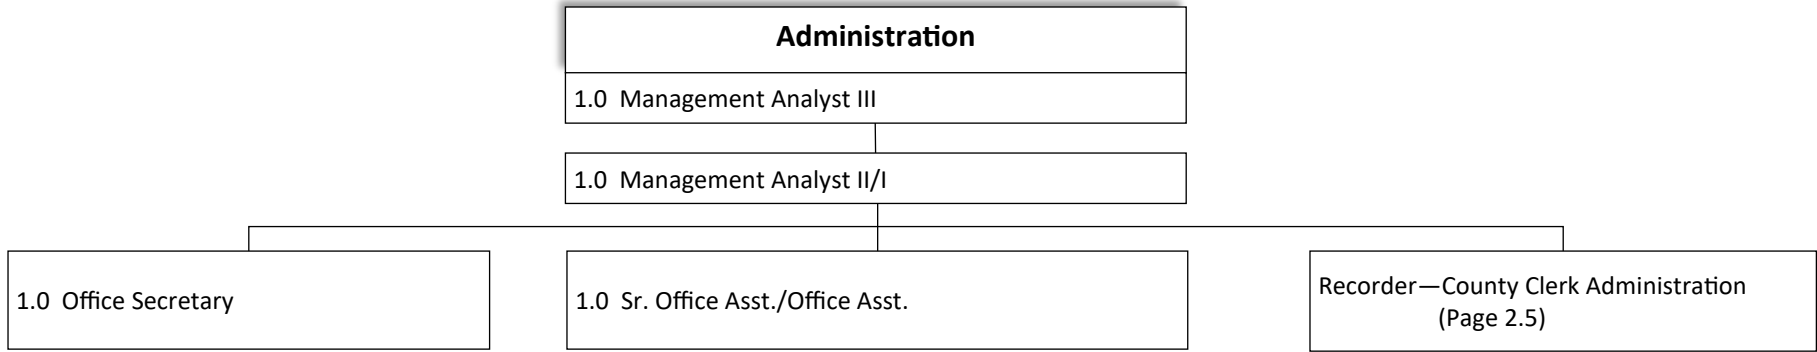 Administration
1.0 Management Analyst III
1.0 Management Analyst II/I
1.0 Office Secretary
1.0 Sr. Office Asst./Office Asst.
Recorder—County Clerk Administration
(Page 2.5)